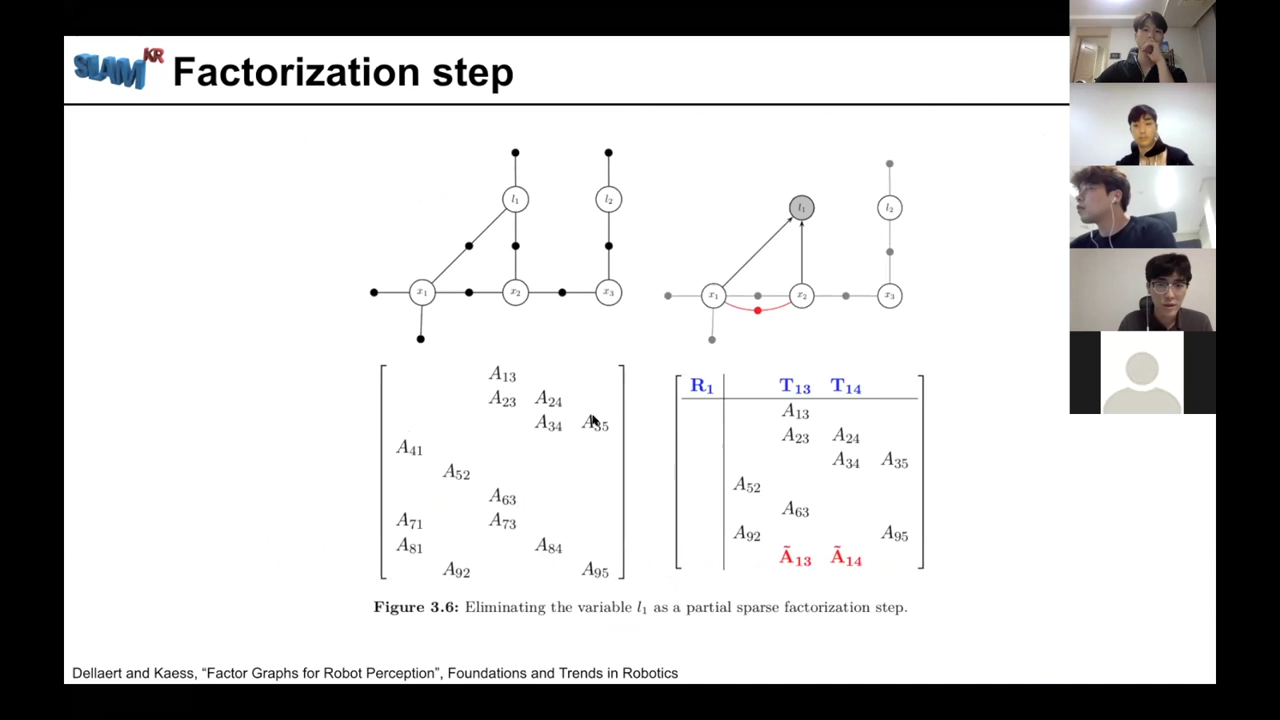 SLAM KR
Factorization step
l1 l2
x1 x2 x3
l1 l2
x1 x2 x3
A13
A23 A24
A34 A35
A41
A52
A63
A71 A73
A81 A84
A92 A95
R1 T13 T14
A13
A23 A24
A34 A35
A52
A63
A92 A95
Ã13 Ã14
Figure 3.6: Eliminating the variable l1 as a partial sparse factorization step.
Dellaert and Kaess, “Factor Graphs for Robot Perception”, Foundations and Trends in Robotics